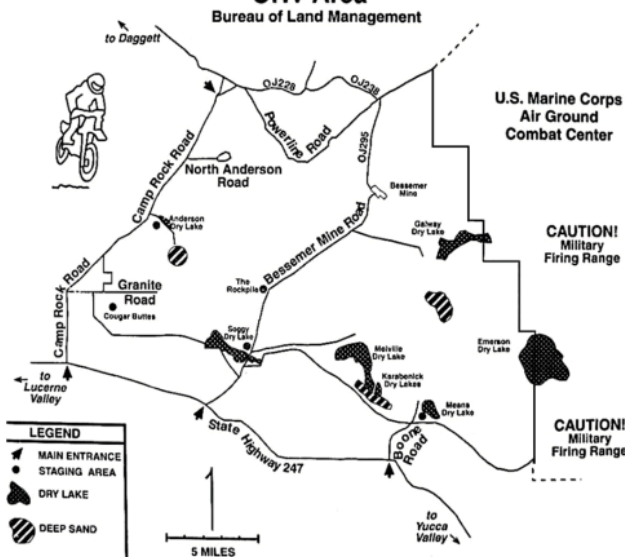 Bureau of Land Management
to Daggett
OJ228
OJ238
Powerline Road
OJ295
U.S. Marine Corps
Air Ground
Combat Center
Camp Rock Road
North Anderson
Road
Bessemer
Mine
Anderson
Dry Lake
Bessemer Mine Road
Galway
Dry Lake
CAUTION!
Military
Firing Range
Camp Rock Road
Granite
Road
The
Rockpile
Cougar Buttes
Camp Rock Road
Soggy
Dry Lake
Melville
Dry Lake
Emerson
Dry Lake
Karabenick
Dry Lakes
Means
Dry Lake
to
Lucerne
Valley
State Highway 247
Boone
Road
CAUTION!
Military
Firing Range
LEGEND
MAIN ENTRANCE
STAGING AREA
DRY LAKE
DEEP SAND
5 MILES
to
Yucca
Valley